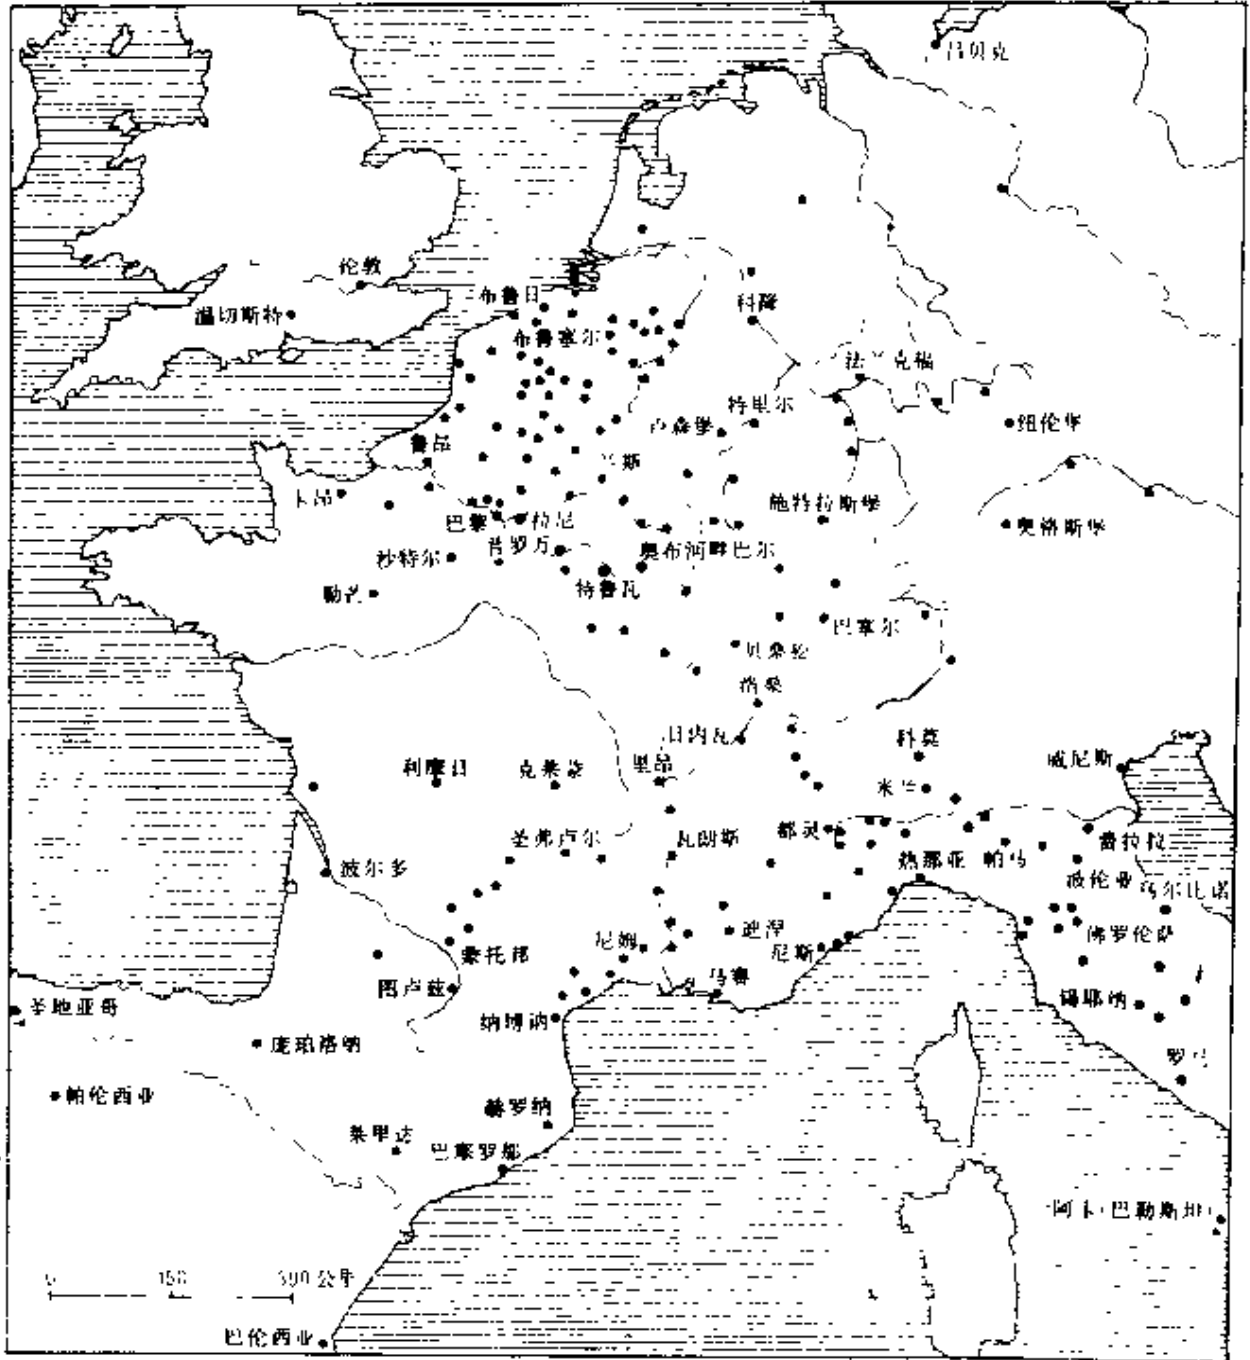 吕贝克
伦敦
温切斯特
布鲁日
科隆
布鲁塞尔
法兰克福
特里尔
卢森堡
纽伦堡
鲁昂
兰斯
卡昂
施特拉斯堡
巴黎
拉尼
奥格斯堡
普罗万
奥布河畔巴尔
沙特尔
特鲁瓦
勒芒
巴塞尔
贝桑松
洛桑
日内瓦
科莫
威尼斯
利摩日
克莱蒙
里昂
米兰
都灵
圣弗卢尔
瓦朗斯
费拉拉
热那亚
帕马
波尔多
波伦亚
乌尔比诺
迪涅
尼姆
尼斯
佛罗伦萨
蒙托邦
图卢兹
马赛
圣地亚哥
纳博讷
锡耶纳
庞珀洛纳
罗马
帕伦西亚
赫罗纳
莱里达
巴塞罗那
阿卡(巴勒斯坦)
0 150 300 公里
巴伦西亚